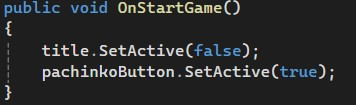 public void OnStartGame()
{
    title.SetActive(false);
    pachinkoButton.SetActive(true);
}